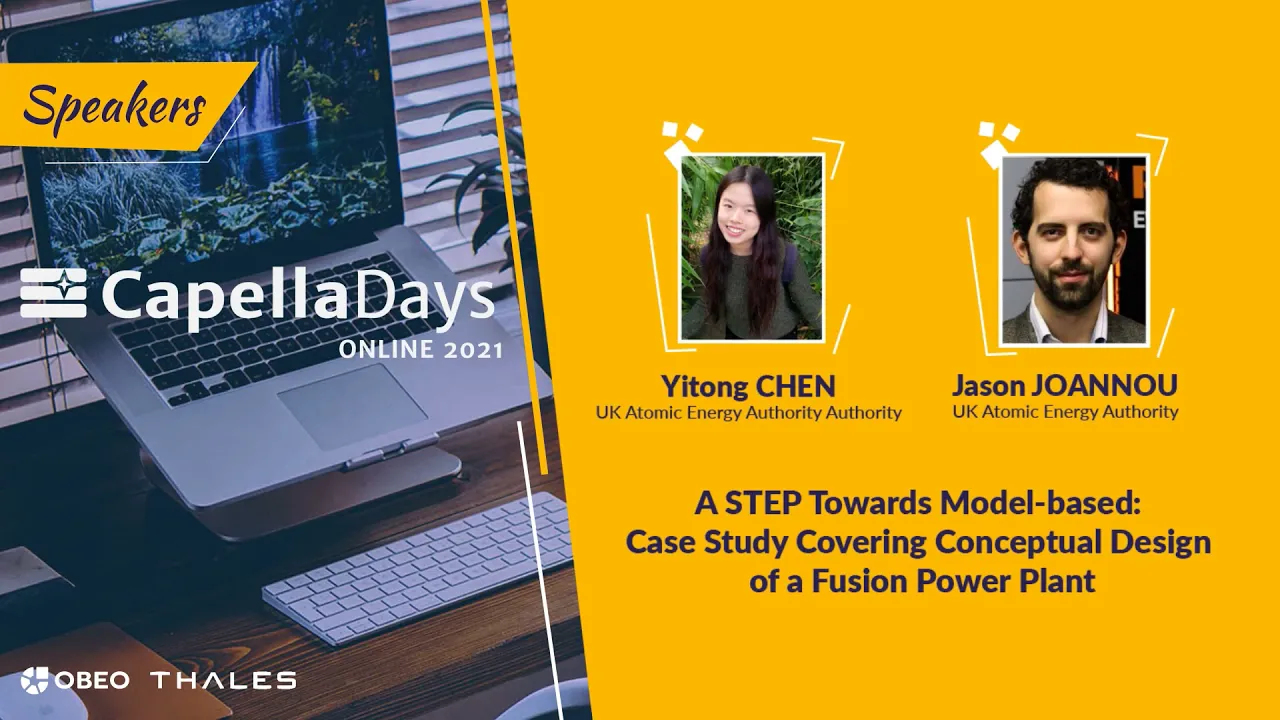 Speakers
CapellaDays
ONLINE 2021
OBEO THALES
Yitong CHEN
UK Atomic Energy Authority Authority
Jason JOANNOU
UK Atomic Energy Authority
A STEP Towards Model-based:
Case Study Covering Conceptual Design
of a Fusion Power Plant